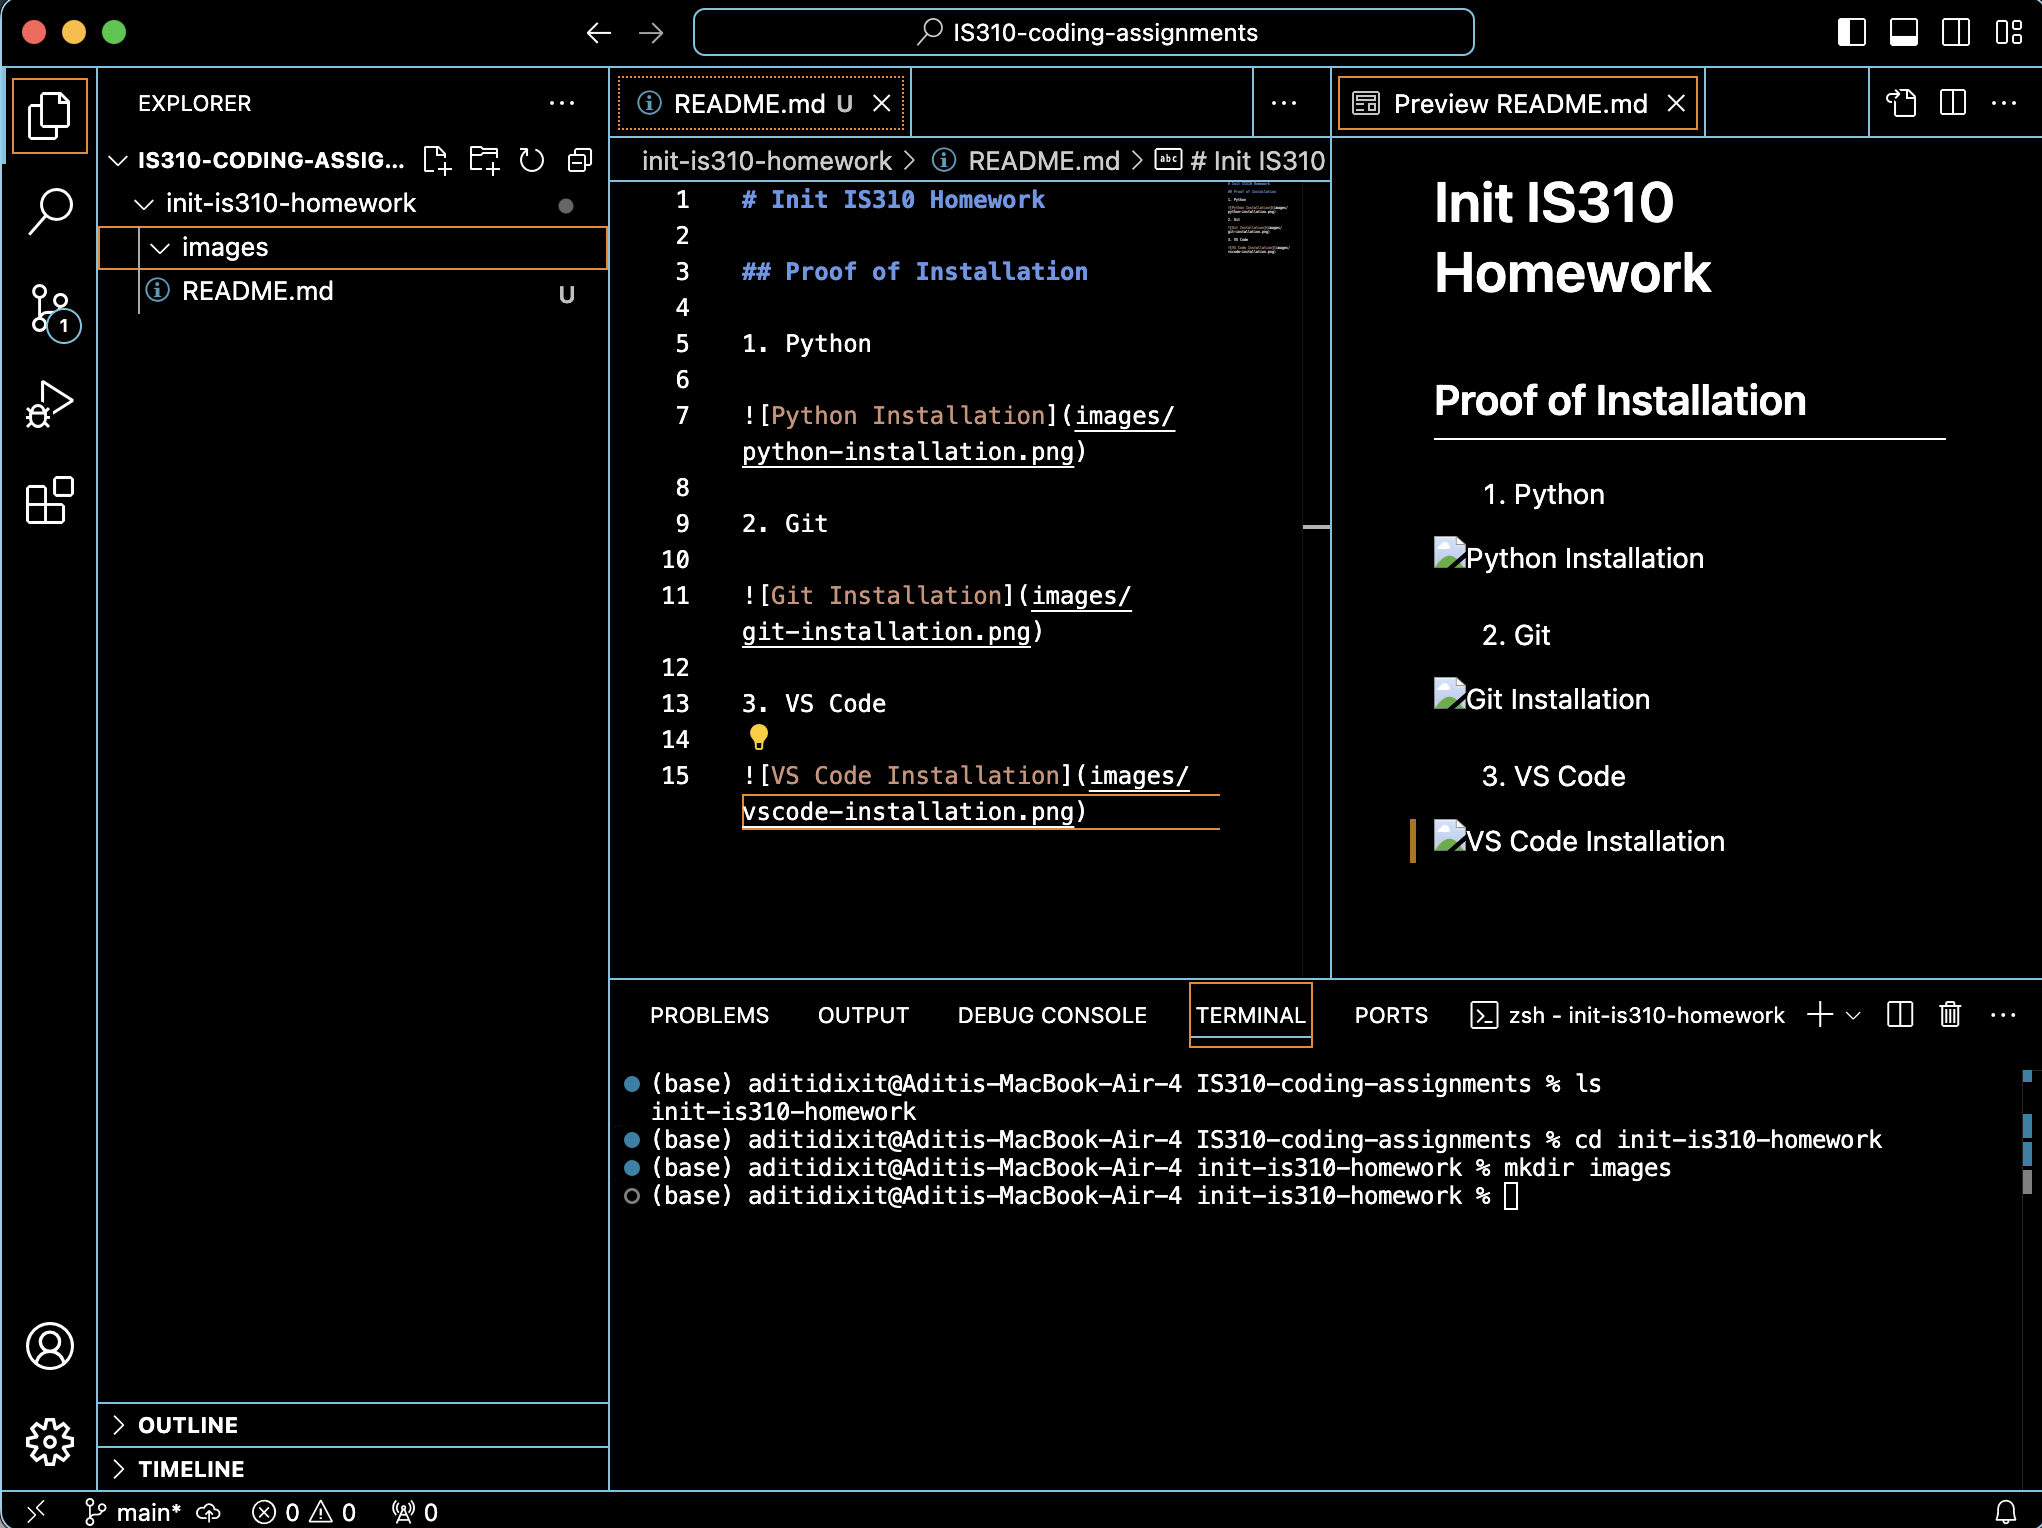 IS310-coding-assignments
EXPLORER
IS310-CODING-ASSIG...
init-is310-homework
images
README.md U
1
README.md U
Preview README.md
init-is310-homework > README.md > # Init IS310
1 # Init IS310 Homework
2
3 ## Proof of Installation
4
5 1. Python
6
7 ![Python Installation](images/
python-installation.png)
8
9 2. Git
10
11 ![Git Installation](images/
git-installation.png)
12
13 3. VS Code
14
15 ![VS Code Installation](images/
vscode-installation.png)
Init IS310
Homework
Proof of Installation
1. Python
Python Installation
2. Git
Git Installation
3. VS Code
VS Code Installation
PROBLEMS OUTPUT DEBUG CONSOLE TERMINAL PORTS zsh - init-is310-homework
(base) aditidixit@Aditis-MacBook-Air-4 IS310-coding-assignments % ls
init-is310-homework
(base) aditidixit@Aditis-MacBook-Air-4 IS310-coding-assignments % cd init-is310-homework
(base) aditidixit@Aditis-MacBook-Air-4 init-is310-homework % mkdir images
(base) aditidixit@Aditis-MacBook-Air-4 init-is310-homework %
OUTLINE
TIMELINE
main* 0 0 0